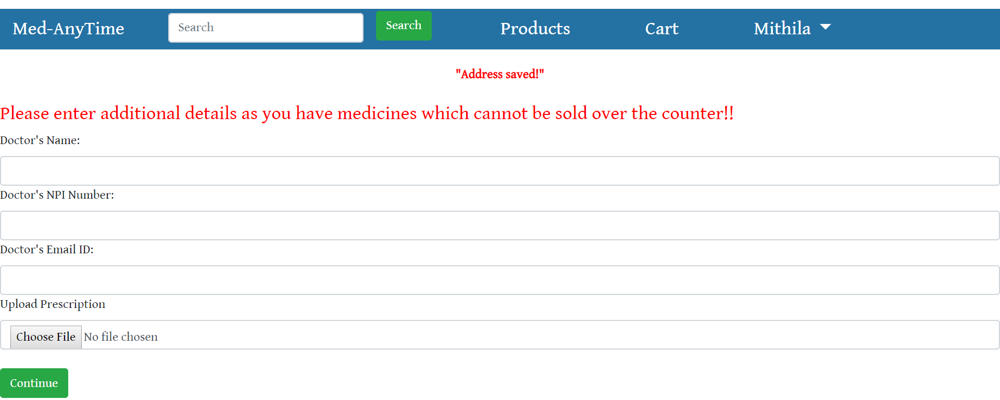 Med-AnyTime Search Search Products Cart Mithila
"Address saved!"
Please enter additional details as you have medicines which cannot be sold over the counter!!
Doctor's Name:
Doctor's NPI Number:
Doctor's Email ID:
Upload Prescription
Choose File No file chosen
Continue